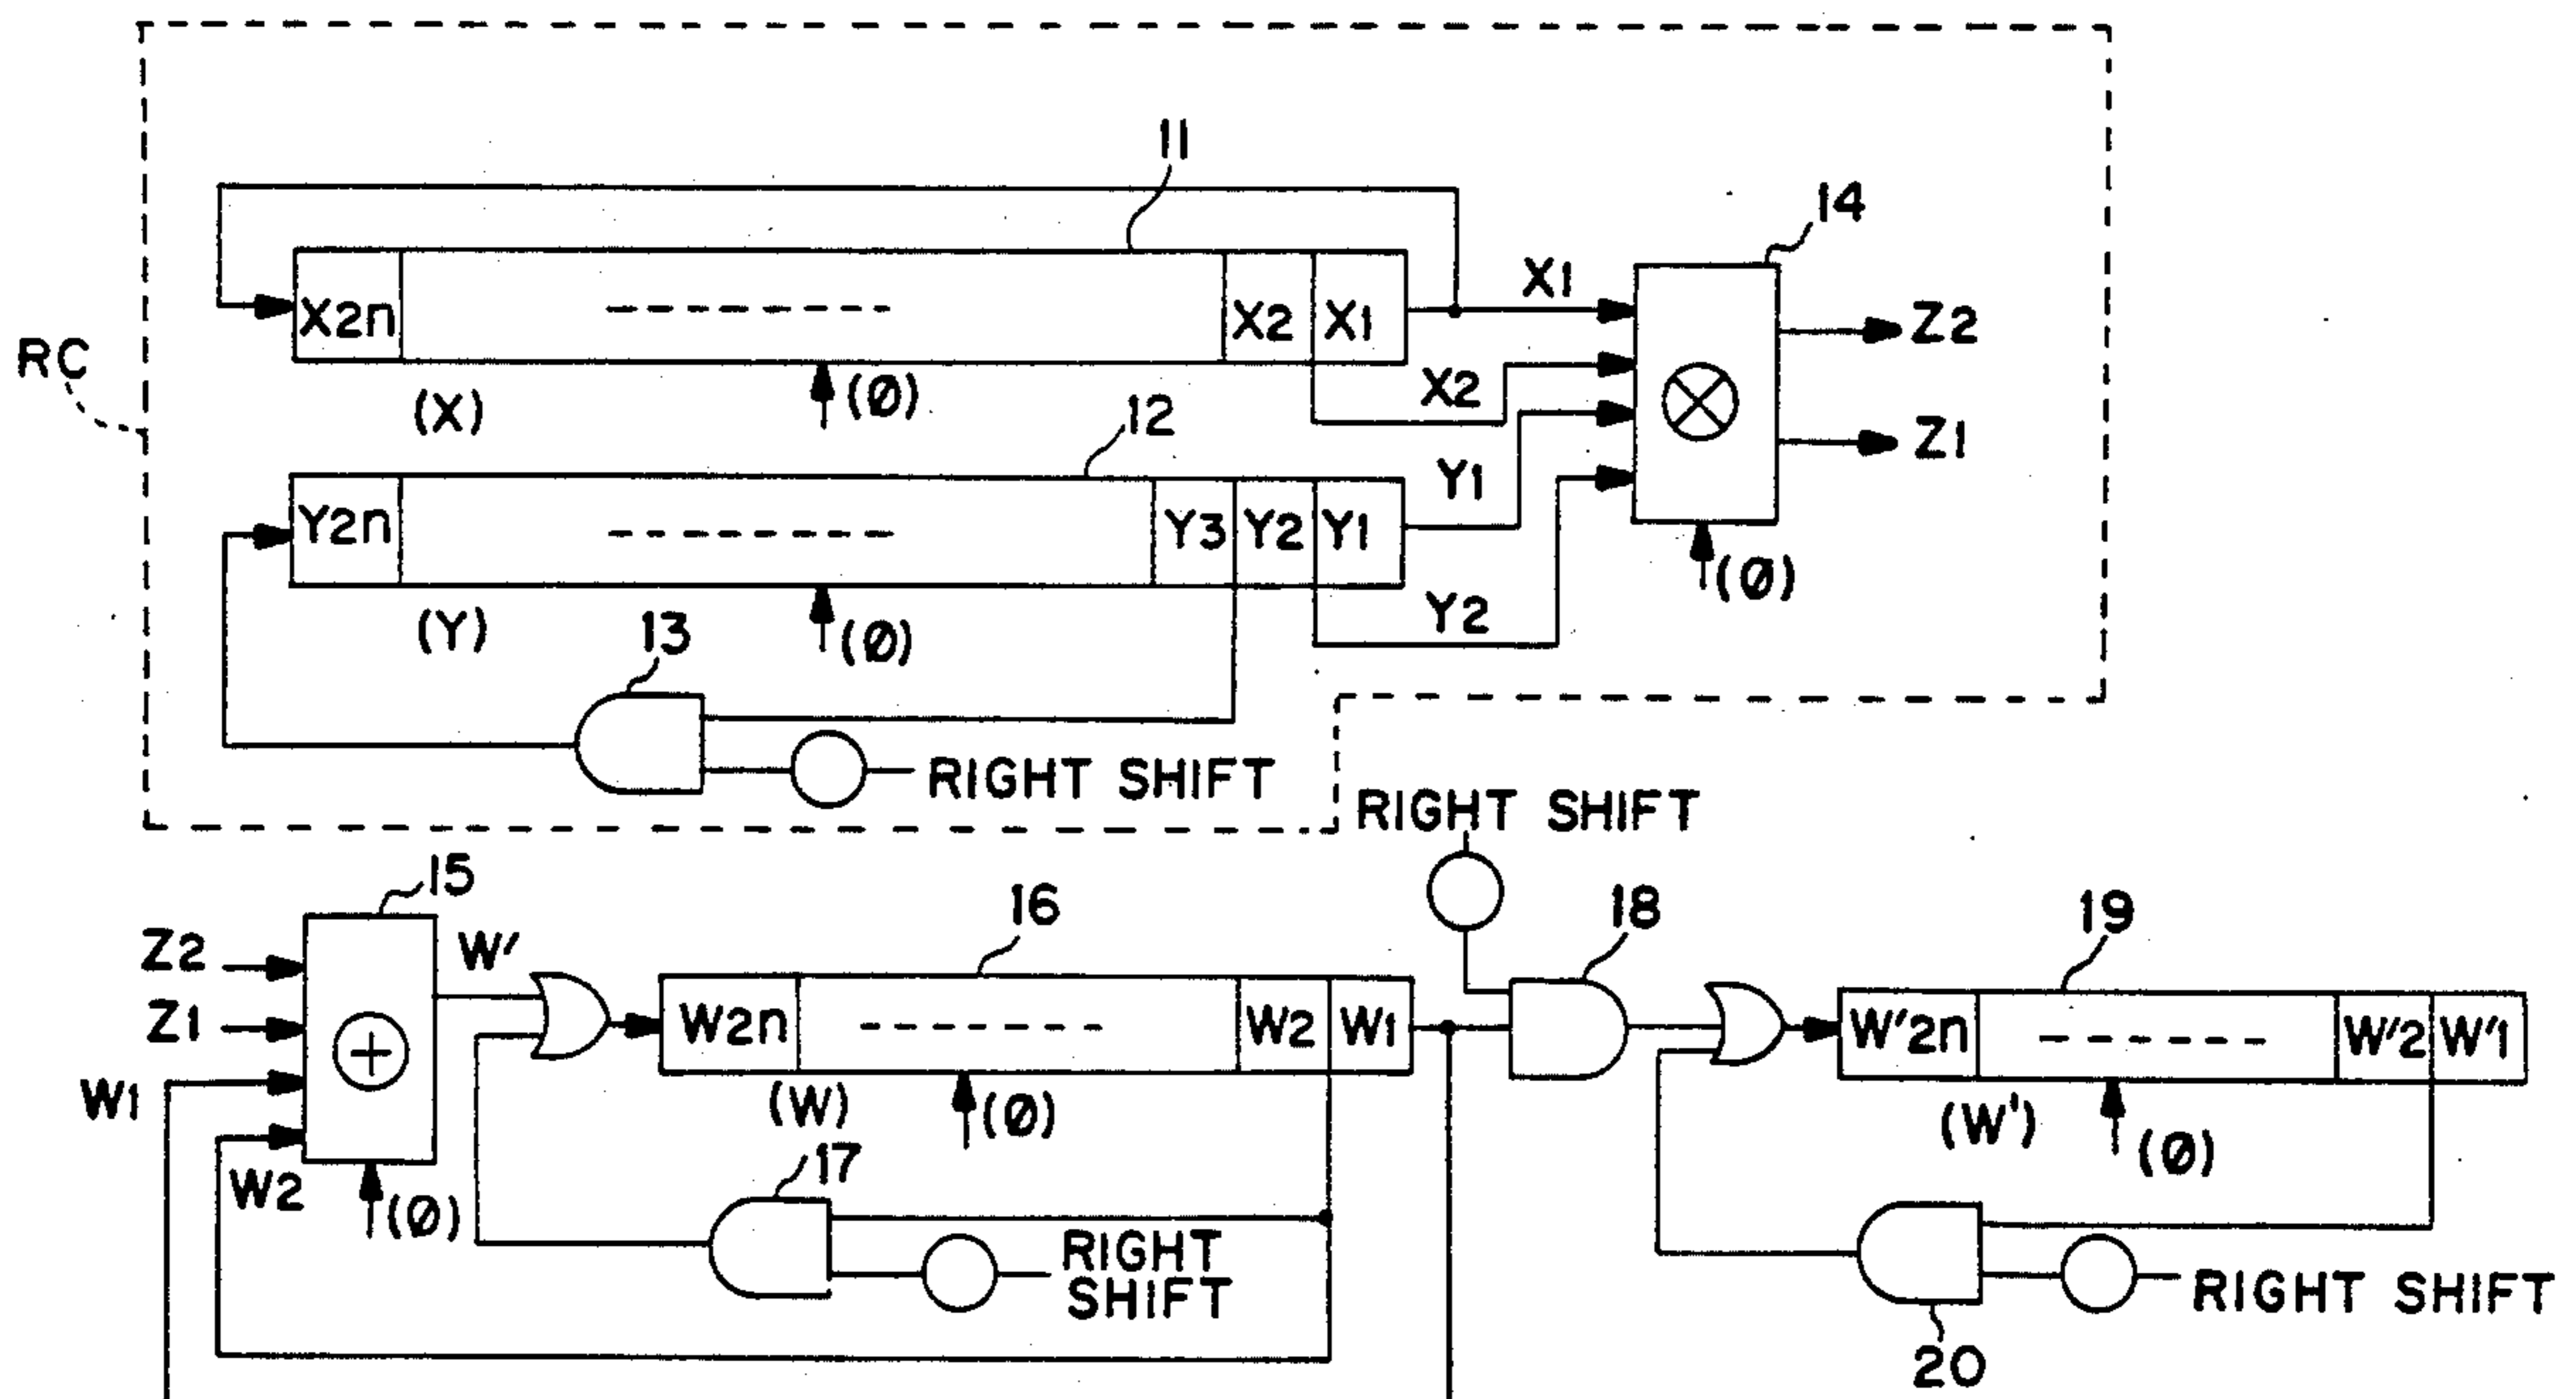 11
14
X2n
X2
X1
X1
Z2
RC
(Ø)
X2
(X)
12
Z1
Y1
Y2n
Y3
Y2
Y1
(Ø)
Y2
(Y)
13
(Ø)
RIGHT SHIFT
RIGHT SHIFT
15
16
18
19
Z2
W'
Z1
W2n
W2
W1
W'2n
W'2
W'1
W1
(W)
(Ø)
(W')
(Ø)
W2
17
(Ø)
RIGHT
SHIFT
RIGHT SHIFT
20